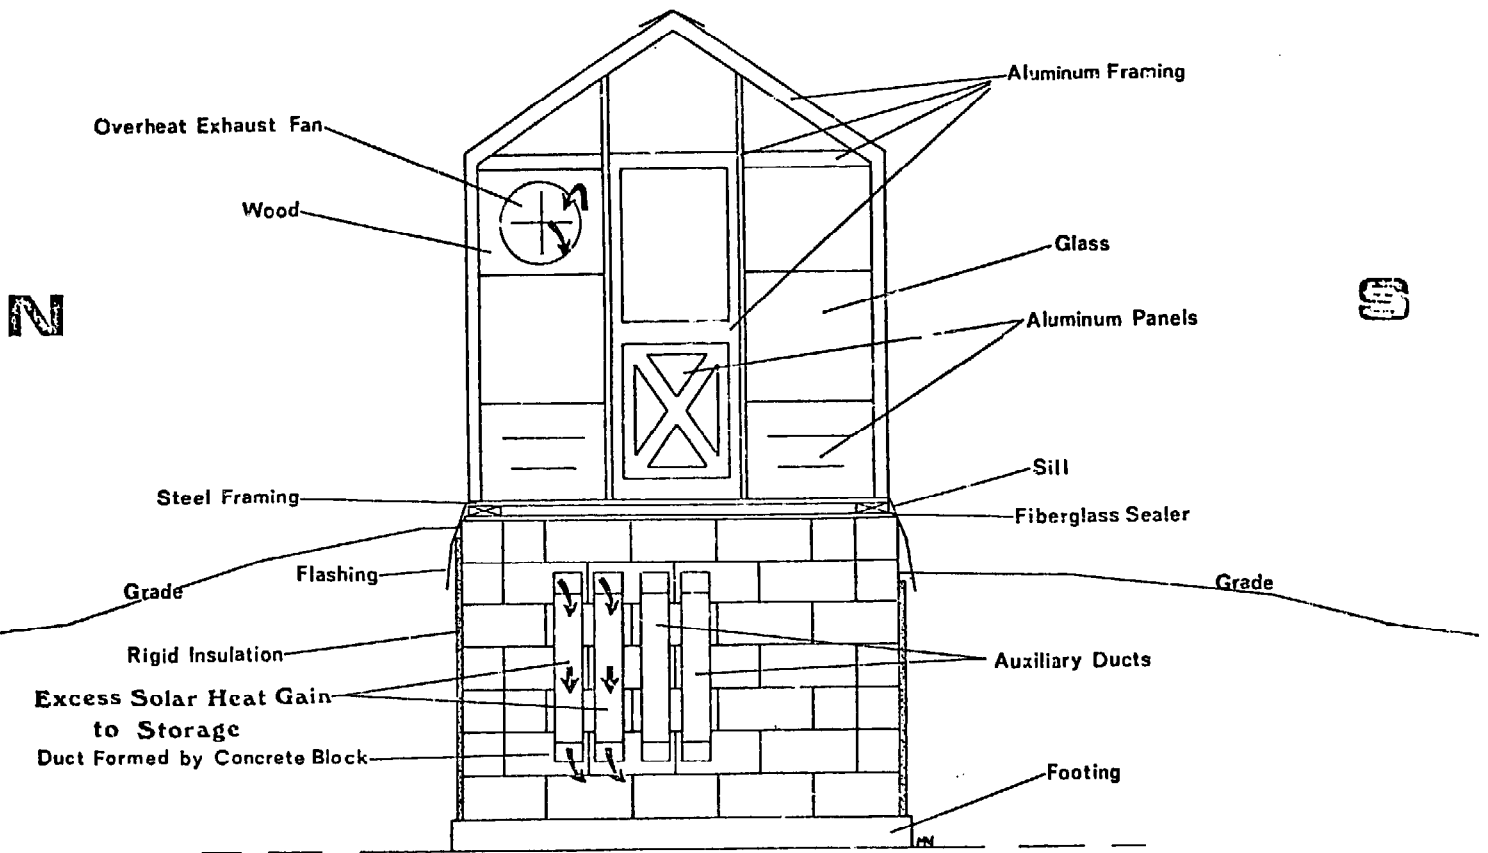 Aluminum Framing
Overheat Exhaust Fan
Wood
Glass
N
S
Aluminum Panels
Sill
Steel Framing
Fiberglass Sealer
Flashing
Grade
Grade
Rigid Insulation
Auxiliary Ducts
Excess Solar Heat Gain
to Storage
Duct Formed by Concrete Block
Footing